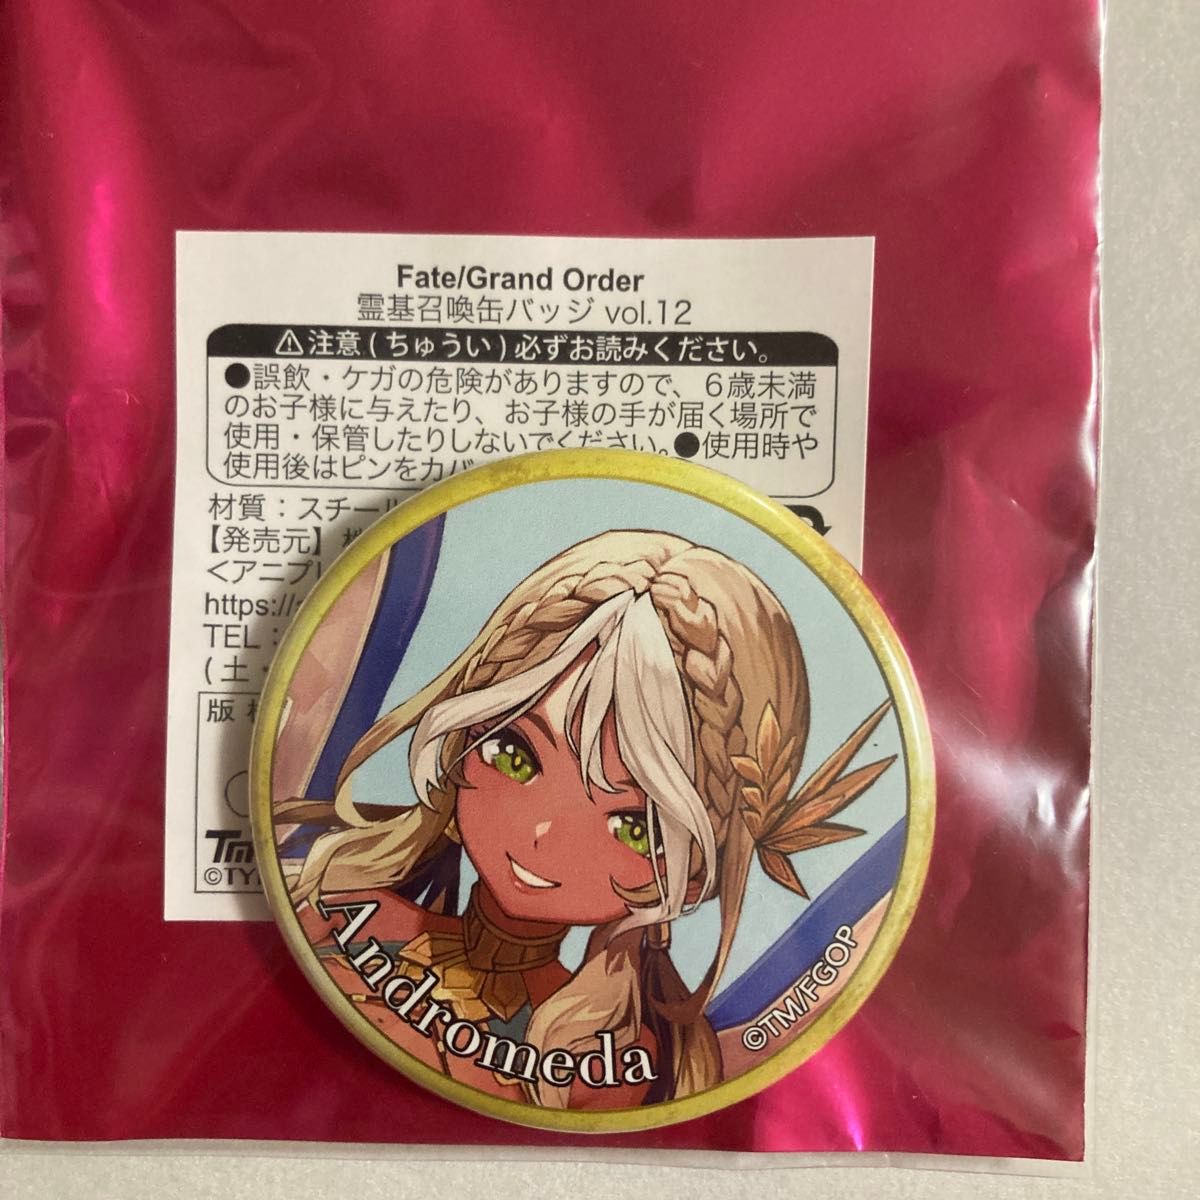 Fate/Grand Order
霊基召喚缶バッジ vol.12
⚠注意(ちゅうい)必ずお読みください。
●誤飲・ケガの危険がありますので、6歳未満
のお子様に与えたり、お子様の手が届く場所で
使用・保管したりしないでください。●使用時や
使用後はピンをカバ
材質:スチール
【発売元】
<アニプレ
https://
TEL:
(土・
版
TM
©TY
Andromeda
©TM/FGOP